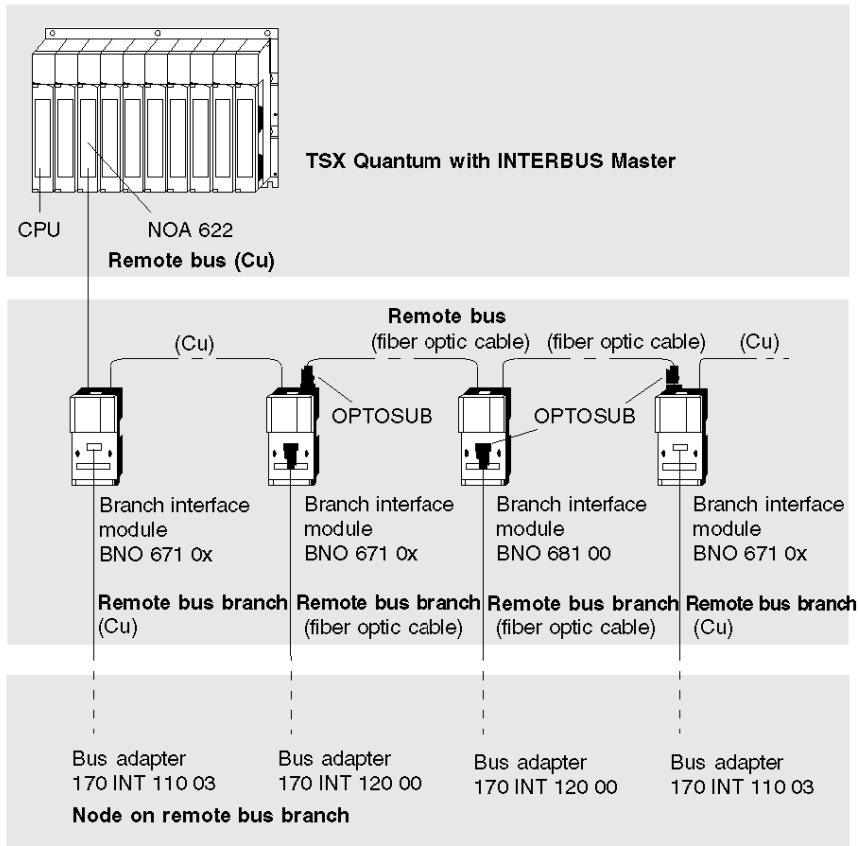 TSX Quantum with INTERBUS Master
CPU
NOA 622
Remote bus (Cu)
Remote bus
(Cu)
(fiber optic cable)
(fiber optic cable)
(Cu)
OPTOSUB
OPTOSUB
Branch interface
module
BNO 671 0x
Branch interface
module
BNO 671 0x
Branch interface
module
BNO 681 00
Branch interface
module
BNO 671 0x
Remote bus branch
(Cu)
Remote bus branch
(fiber optic cable)
Remote bus branch
(fiber optic cable)
Remote bus branch
(Cu)
Bus adapter
170 INT 110 03
Bus adapter
170 INT 120 00
Bus adapter
170 INT 120 00
Bus adapter
170 INT 110 03
Node on remote bus branch